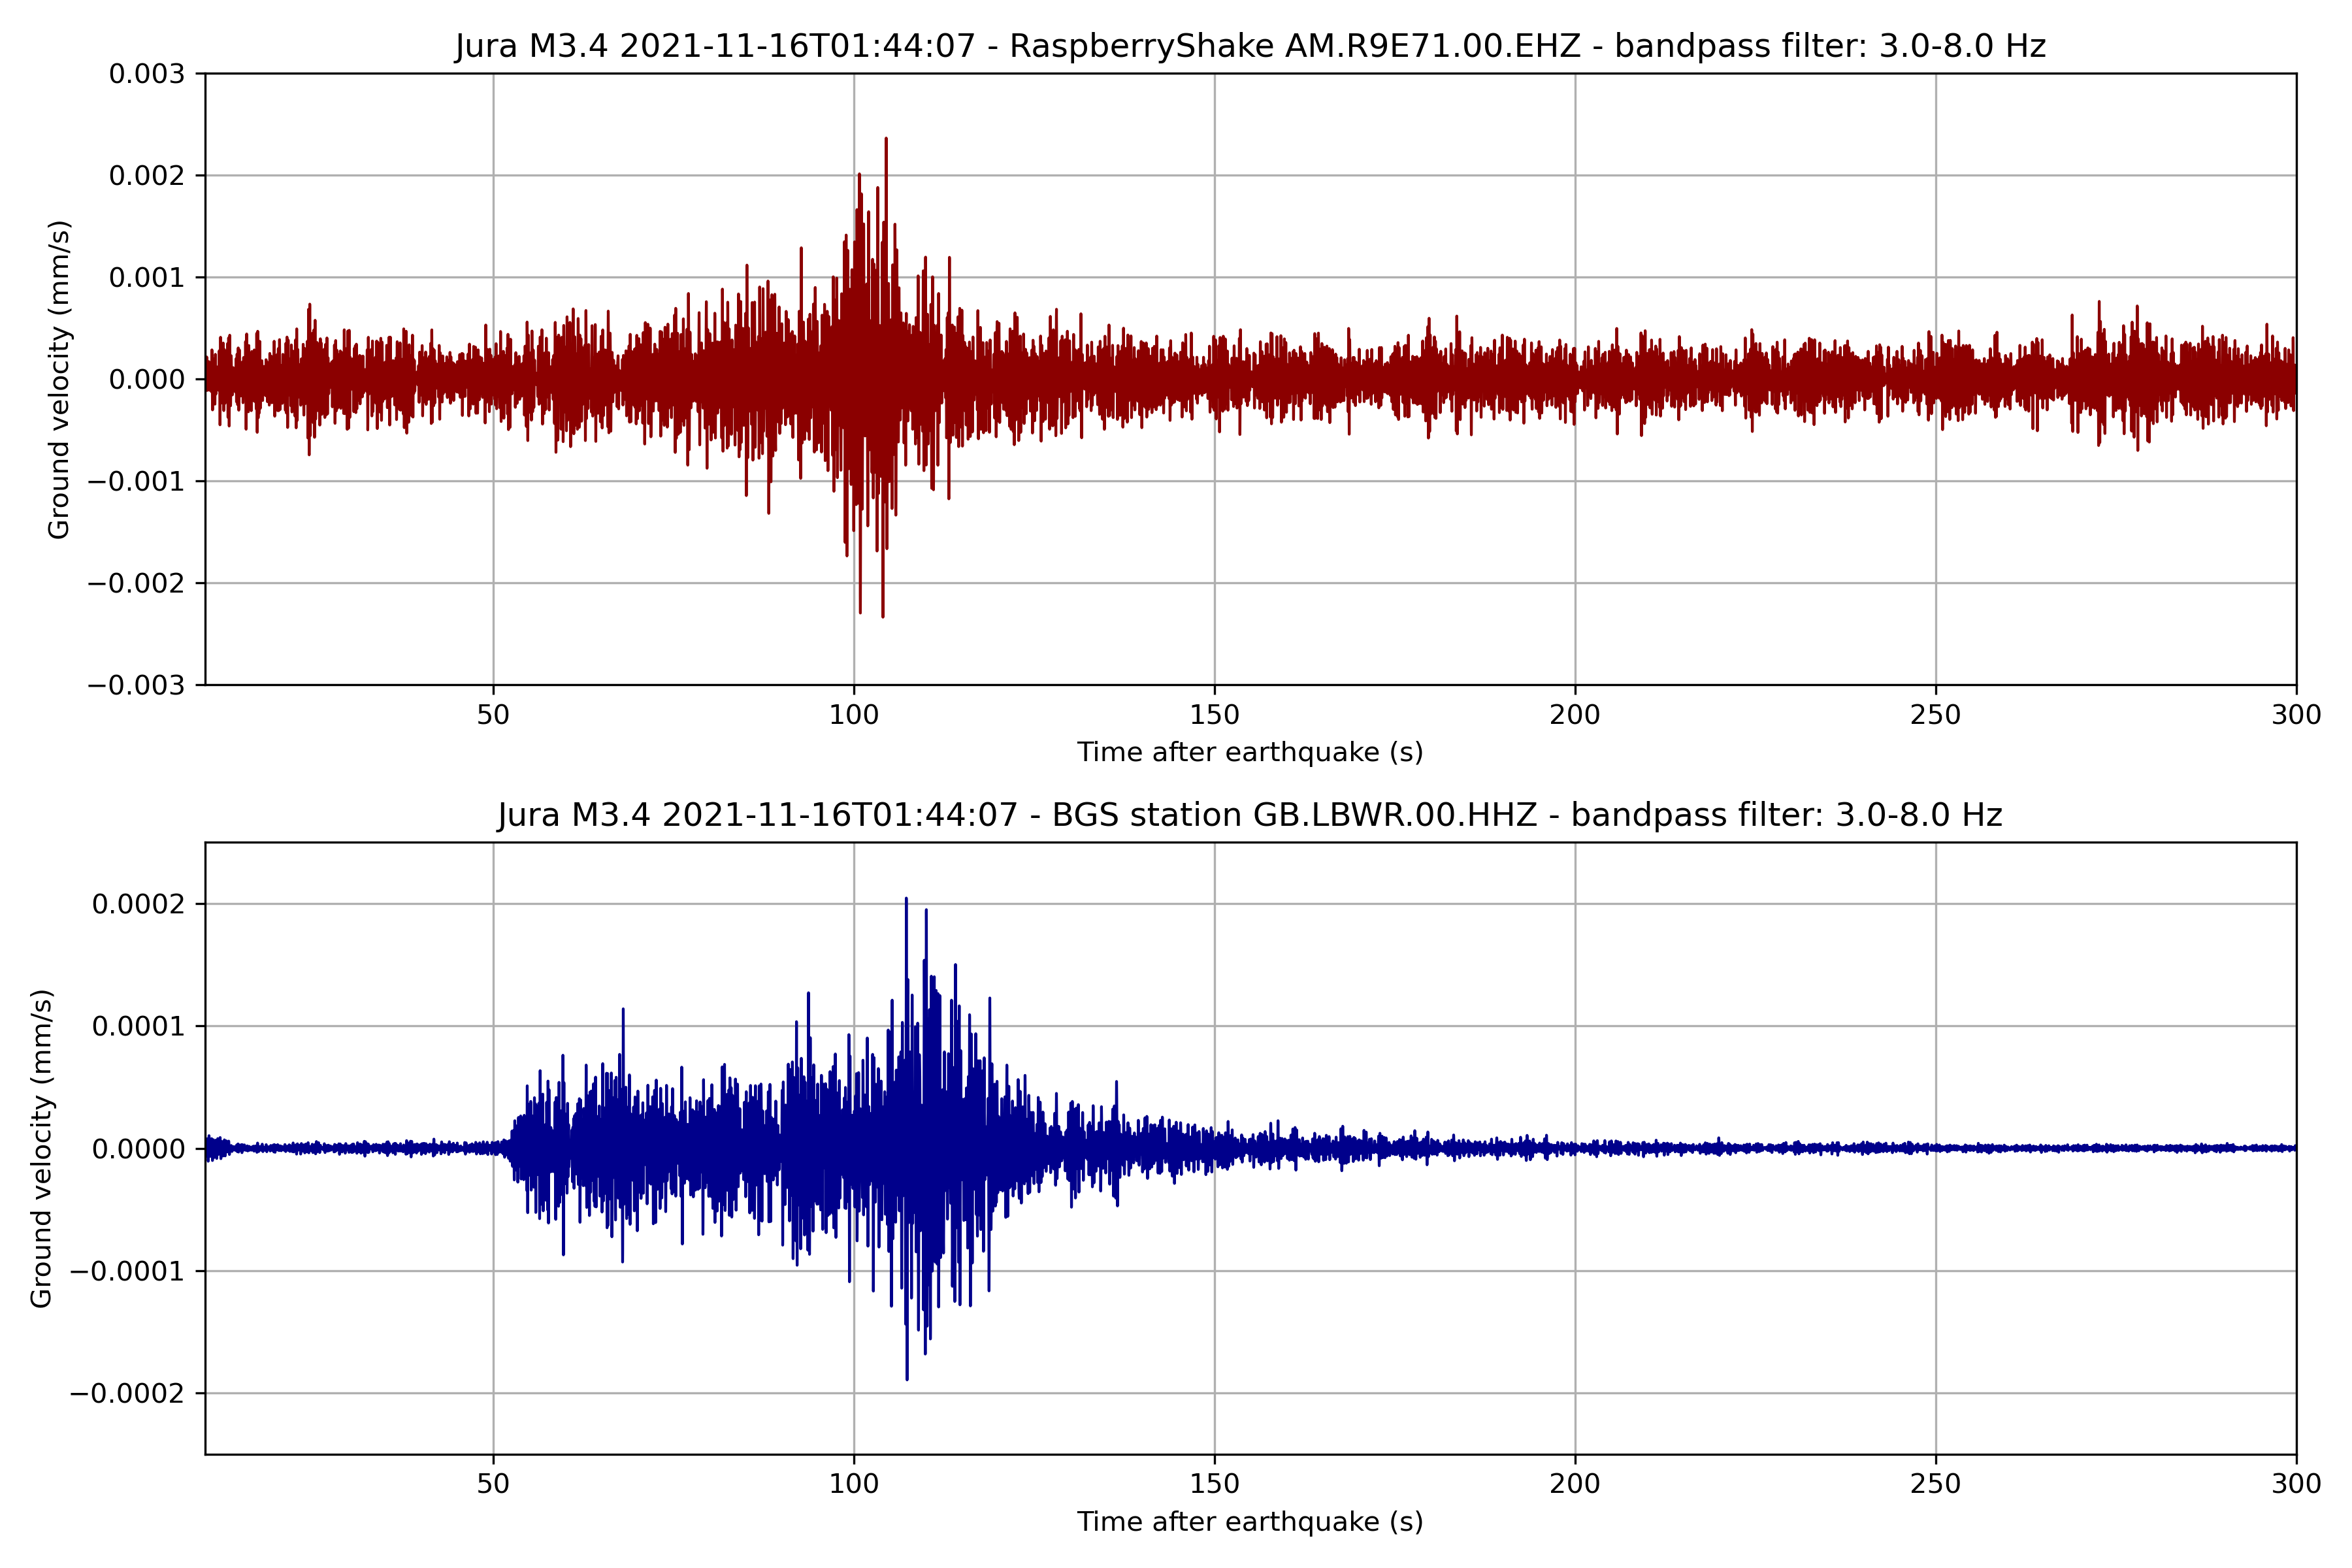 Jura M3.4 2021-11-16T01:44:07 - RaspberryShake AM.R9E71.00.EHZ - bandpass filter: 3.0-8.0 Hz
0.003
0.002
0.001
0.000
−0.001
−0.002
−0.003
Ground velocity (mm/s)
50 100 150 200 250 300
Time after earthquake (s)
Jura M3.4 2021-11-16T01:44:07 - BGS station GB.LBWR.00.HHZ - bandpass filter: 3.0-8.0 Hz
0.0002
0.0001
0.0000
−0.0001
−0.0002
Ground velocity (mm/s)
50 100 150 200 250 300
Time after earthquake (s)